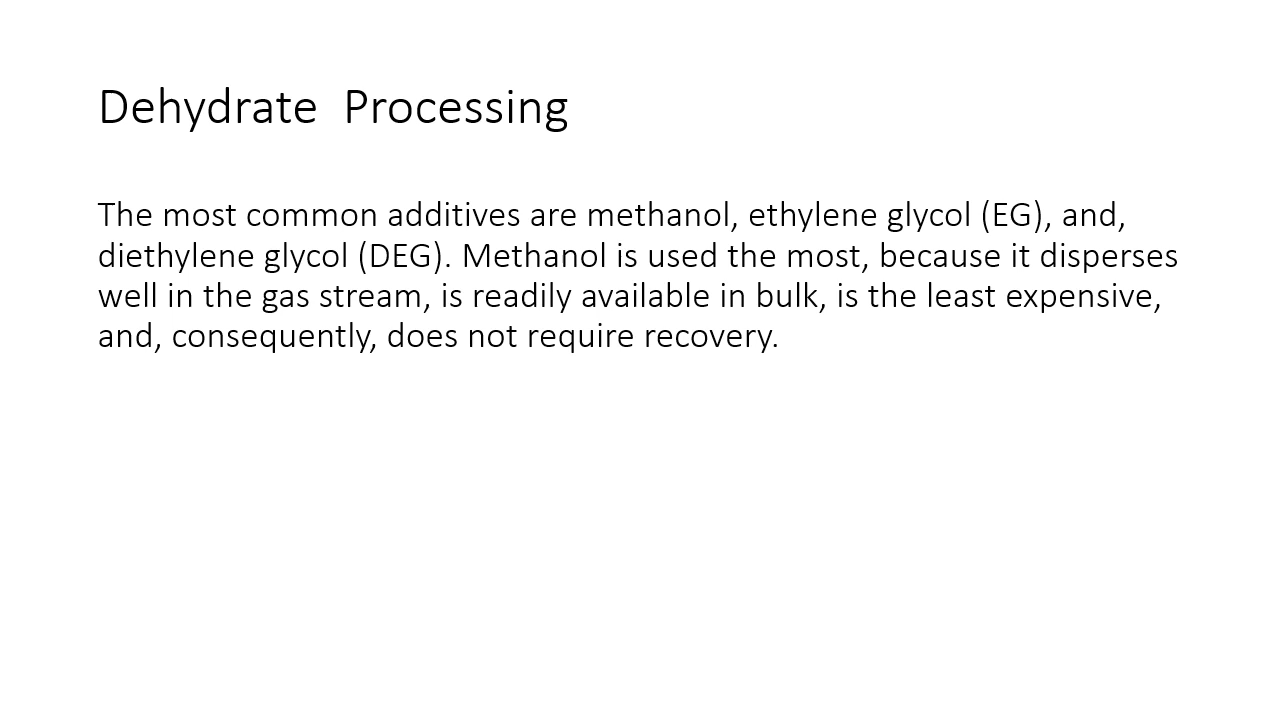 Dehydrate  Processing
The most common additives are methanol, ethylene glycol (EG), and,
diethylene glycol (DEG). Methanol is used the most, because it disperses
well in the gas stream, is readily available in bulk, is the least expensive,
and, consequently, does not require recovery.